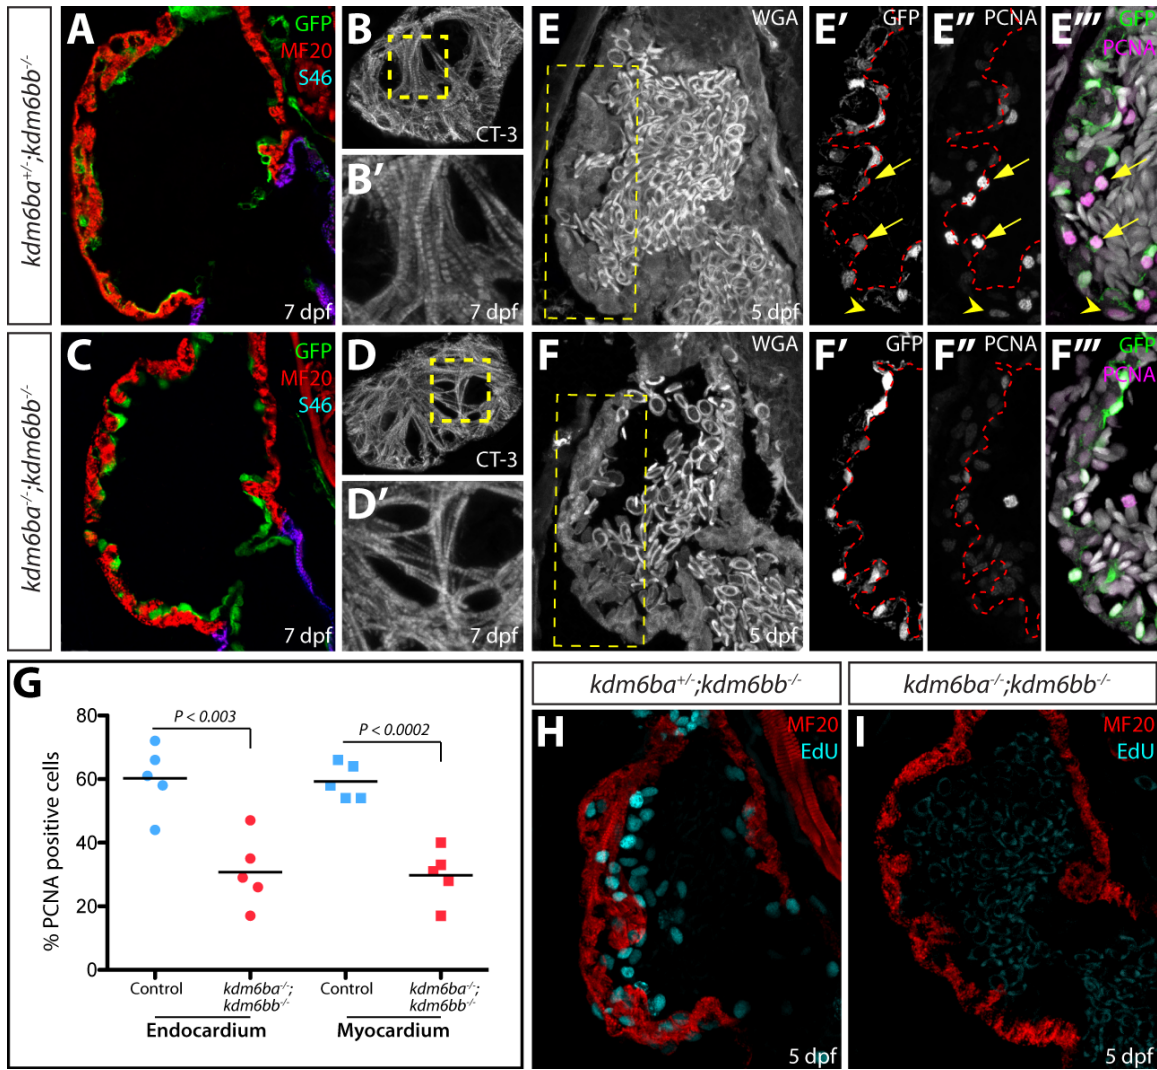 kdm6ba+/-;kdm6bb-/-
A
GFP
MF20
S46
7 dpf
B
CT-3
B'
7 dpf
E
WGA
5 dpf
E'
GFP
E''
PCNA
E'''
GFP
PCNA
kdm6ba-/-;kdm6bb-/-
C
GFP
MF20
S46
7 dpf
D
CT-3
D'
7 dpf
F
WGA
5 dpf
F'
GFP
F''
PCNA
F'''
GFP
PCNA
G
% PCNA positive cells
80
60
40
20
0
P < 0.003
P < 0.0002
Control
kdm6ba-/-;
kdm6bb-/-
Control
kdm6ba-/-;
kdm6bb-/-
Endocardium
Myocardium
kdm6ba+/-;kdm6bb-/-
H
MF20
EdU
5 dpf
kdm6ba-/-;kdm6bb-/-
I
MF20
EdU
5 dpf